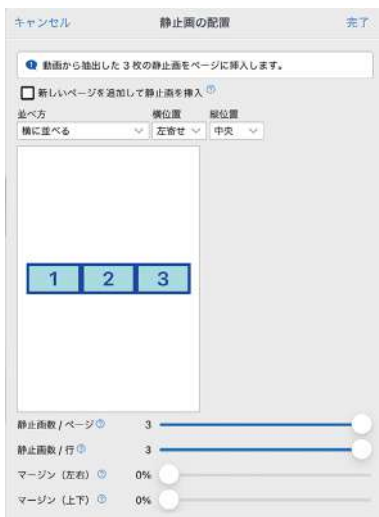 キャンセル 静止画の配置 完了
動画から抽出した 3 枚の静止画をページに挿入します。
新しいページを追加して静止画を挿入 ?
並べ方 横位置 縦位置
横に並べる 左寄せ 中央
1 2 3
静止画数 / ページ ? 3
静止画数 / 行 ? 3
マージン（左右） ? 0%
マージン（上下） ? 0%